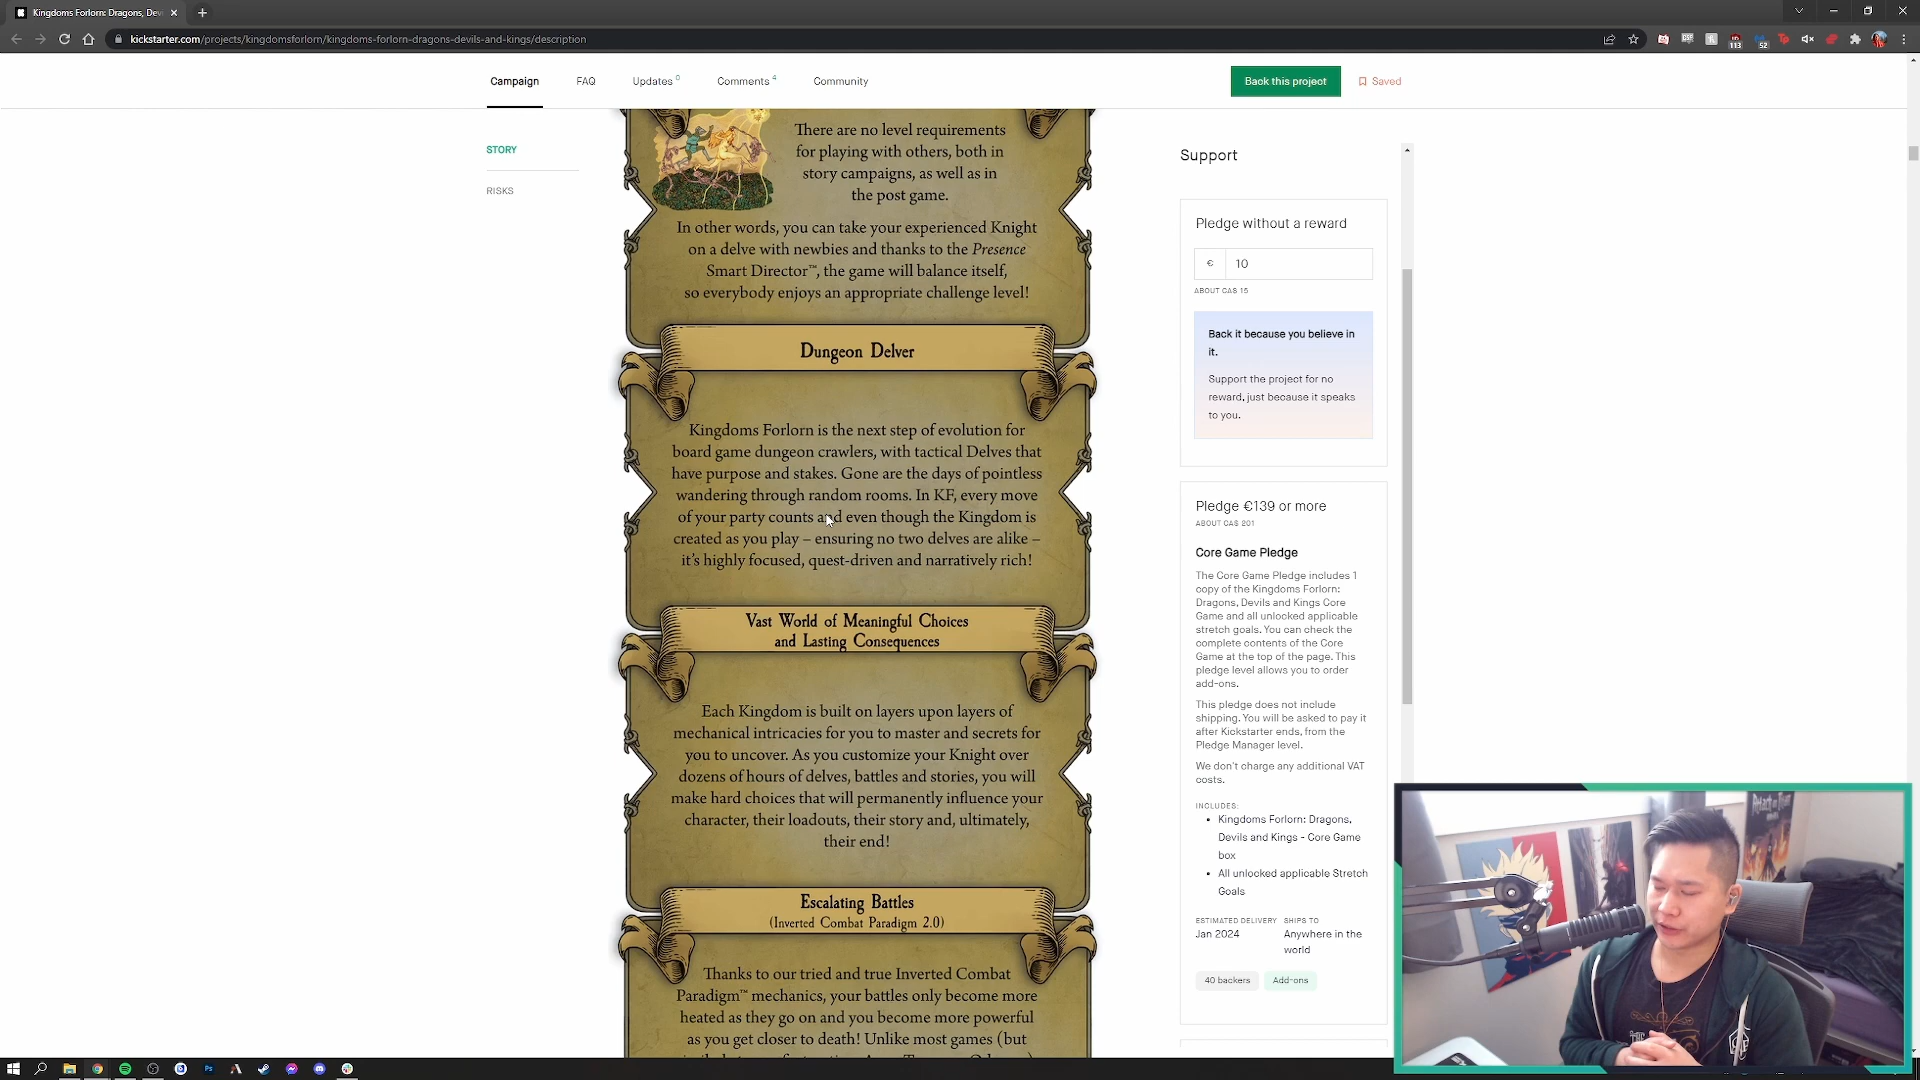 Kingdoms Forlorn: Dragons, Dev
kickstarter.com/projects/kingdomsforlorn/kingdoms-forlorn-dragons-devils-and-kings/description
113
52
Campaign
FAQ
Updates 0
Comments 4
Community
Back this project
Saved
STORY
RISKS
There are no level requirements
for playing with others, both in
story campaigns, as well as in
the post game.
In other words, you can take your experienced Knight
on a delve with newbies and thanks to the Presence
Smart Director™, the game will balance itself,
so everybody enjoys an appropriate challenge level!
Dungeon Delver
Kingdoms Forlorn is the next step of evolution for
board game dungeon crawlers, with tactical Delves that
have purpose and stakes. Gone are the days of pointless
wandering through random rooms. In KF, every move
of your party counts and even though the Kingdom is
created as you play – ensuring no two delves are alike –
it's highly focused, quest-driven and narratively rich!
Vast World of Meaningful Choices
and Lasting Consequences
Each Kingdom is built on layers upon layers of
mechanical intricacies for you to master and secrets for
you to uncover. As you customize your Knight over
dozens of hours of delves, battles and stories, you will
make hard choices that will permanently influence your
character, their loadouts, their story and, ultimately,
their end!
Escalating Battles
(Inverted Combat Paradigm 2.0)
Thanks to our tried and true Inverted Combat
Paradigm™ mechanics, your battles only become more
heated as they go on and you become more powerful
as you get closer to death! Unlike most games (but
Support
Pledge without a reward
€ 10
ABOUT CA$ 15
Back it because you believe in
it.
Support the project for no
reward, just because it speaks
to you.
Pledge €139 or more
ABOUT CA$ 201
Core Game Pledge
The Core Game Pledge includes 1
copy of the Kingdoms Forlorn:
Dragons, Devils and Kings Core
Game and all unlocked applicable
stretch goals. You can check the
complete contents of the Core
Game at the top of the page. This
pledge level allows you to order
add-ons.
This pledge does not include
shipping. You will be asked to pay it
after Kickstarter ends, from the
Pledge Manager level.
We don't charge any additional VAT
costs.
INCLUDES:
Kingdoms Forlorn: Dragons,
Devils and Kings - Core Game
box
All unlocked applicable Stretch
Goals
ESTIMATED DELIVERY
Jan 2024
SHIPS TO
Anywhere in the
world
40 backers
Add-ons